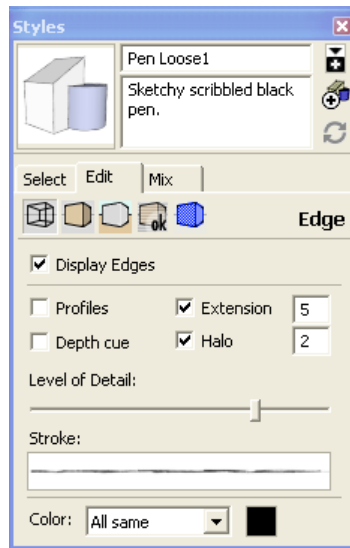 Styles
Pen Loose1
Sketchy scribbled black
pen.
Select Edit Mix
ok
Edge
Display Edges
Profiles Extension 5
Depth cue Halo 2
Level of Detail:
Stroke:
Color: All same